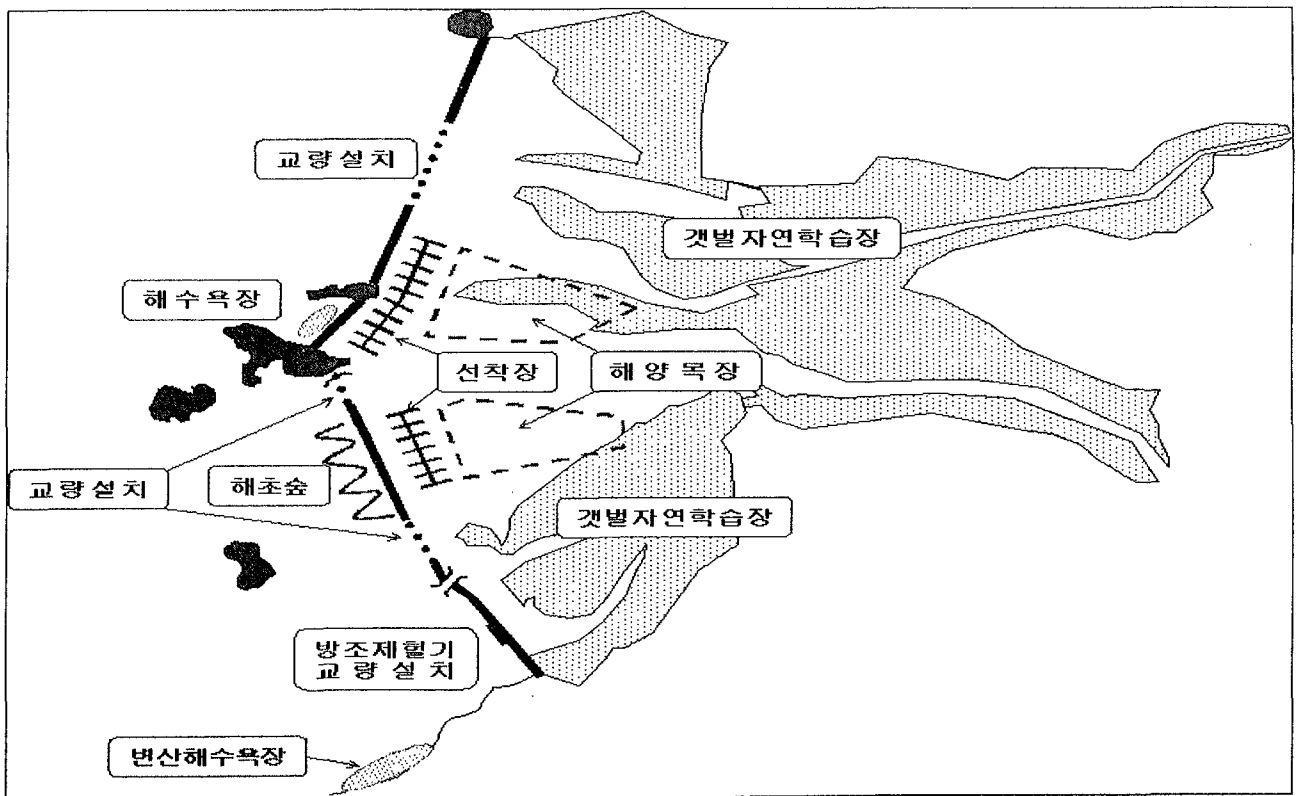 교량설치
갯벌자연학습장
해수욕장
선착장
해양목장
교량설치
해초숲
갯벌자연학습장
방조제헐기
교량설치
변산해수욕장